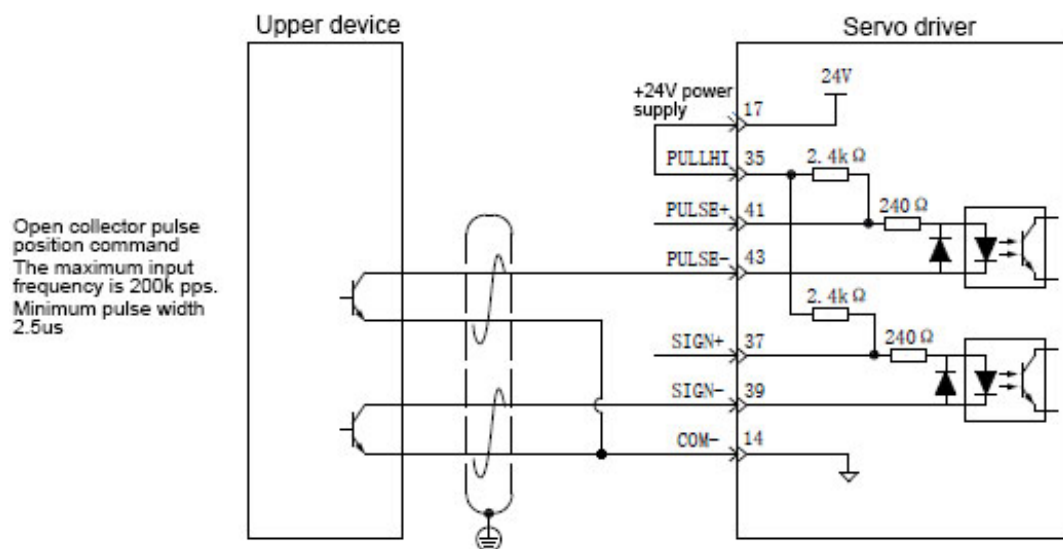 Upper device
Servo driver
+24V power
supply
17
24V
PULLHI
35
2.4kΩ
PULSE+
41
240Ω
Open collector pulse
position command
The maximum input
frequency is 200k pps.
Minimum pulse width
2.5us
PULSE-
43
2.4kΩ
SIGN+
37
240Ω
SIGN-
39
COM-
14